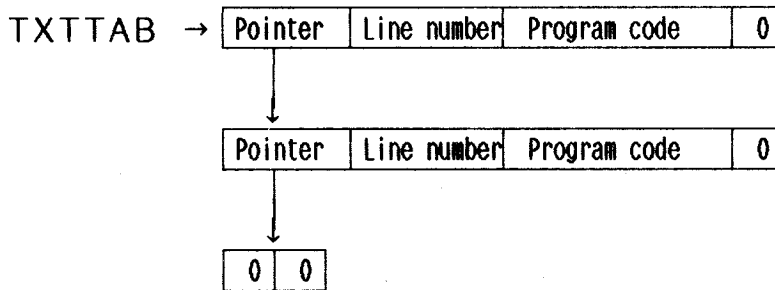 TXTTAB → Pointer Line number Program code 0
Pointer Line number Program code 0
0 0